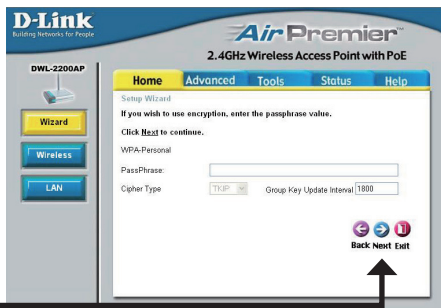 D-Link
Building Networks for People
AirPremier™
2.4GHz Wireless Access Point with PoE
DWL-2200AP
Home Advanced Tools Status Help
Setup Wizard
If you wish to use encryption, enter the passphrase value.
Click Next to continue.
Wizard
WPA-Personal
Wireless
PassPhrase:
LAN
Cipher Type TKIP Group Key Update Interval 1800
Back Next Exit